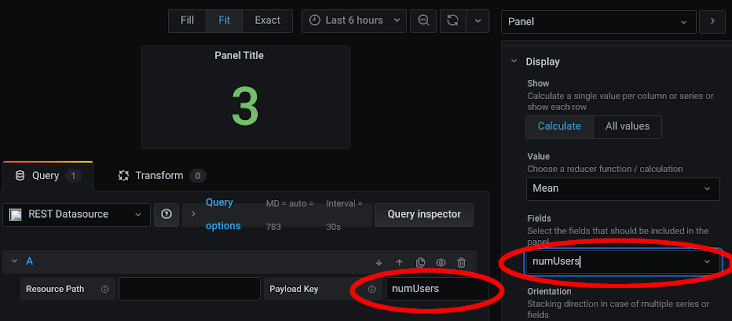 Fill Fit Exact Last 6 hours
Panel
Panel Title
3
Display
Show
Calculate a single value per column or series or
show each row
Calculate All values
Query 1 Transform 0
Value
Choose a reducer function / calculation
Mean
REST Datasource
Query
options
MD = auto =
783
Interval =
30s
Query inspector
Fields
Select the fields that should be included in the
panel
numUsers
A
Resource Path
Payload Key numUsers
Orientation
Stacking direction in case of multiple series or
fields